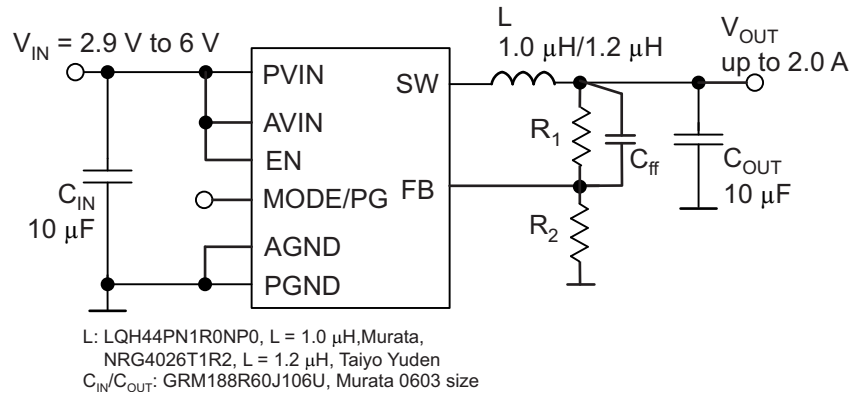 V_IN = 2.9 V to 6 V
L
1.0 μH/1.2 μH
V_OUT
up to 2.0 A
PVIN
SW
AVIN
R_1
EN
C_ff
C_IN
10 μF
MODE/PG
FB
C_OUT
10 μF
AGND
R_2
PGND
L: LQH44PN1R0NP0, L = 1.0 μH,Murata,
NRG4026T1R2, L = 1.2 μH, Taiyo Yuden
C_IN/C_OUT: GRM188R60J106U, Murata 0603 size